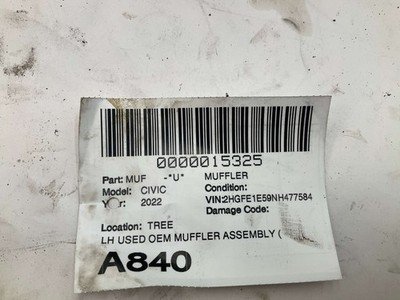 0000015325
Part: MUF -*U* MUFFLER
Model: CIVIC Condition:
Year: 2022 VIN:2HGFE1E59NH477584
Damage Code:
Location: TREE
LH USED OEM MUFFLER ASSEMBLY (
A840